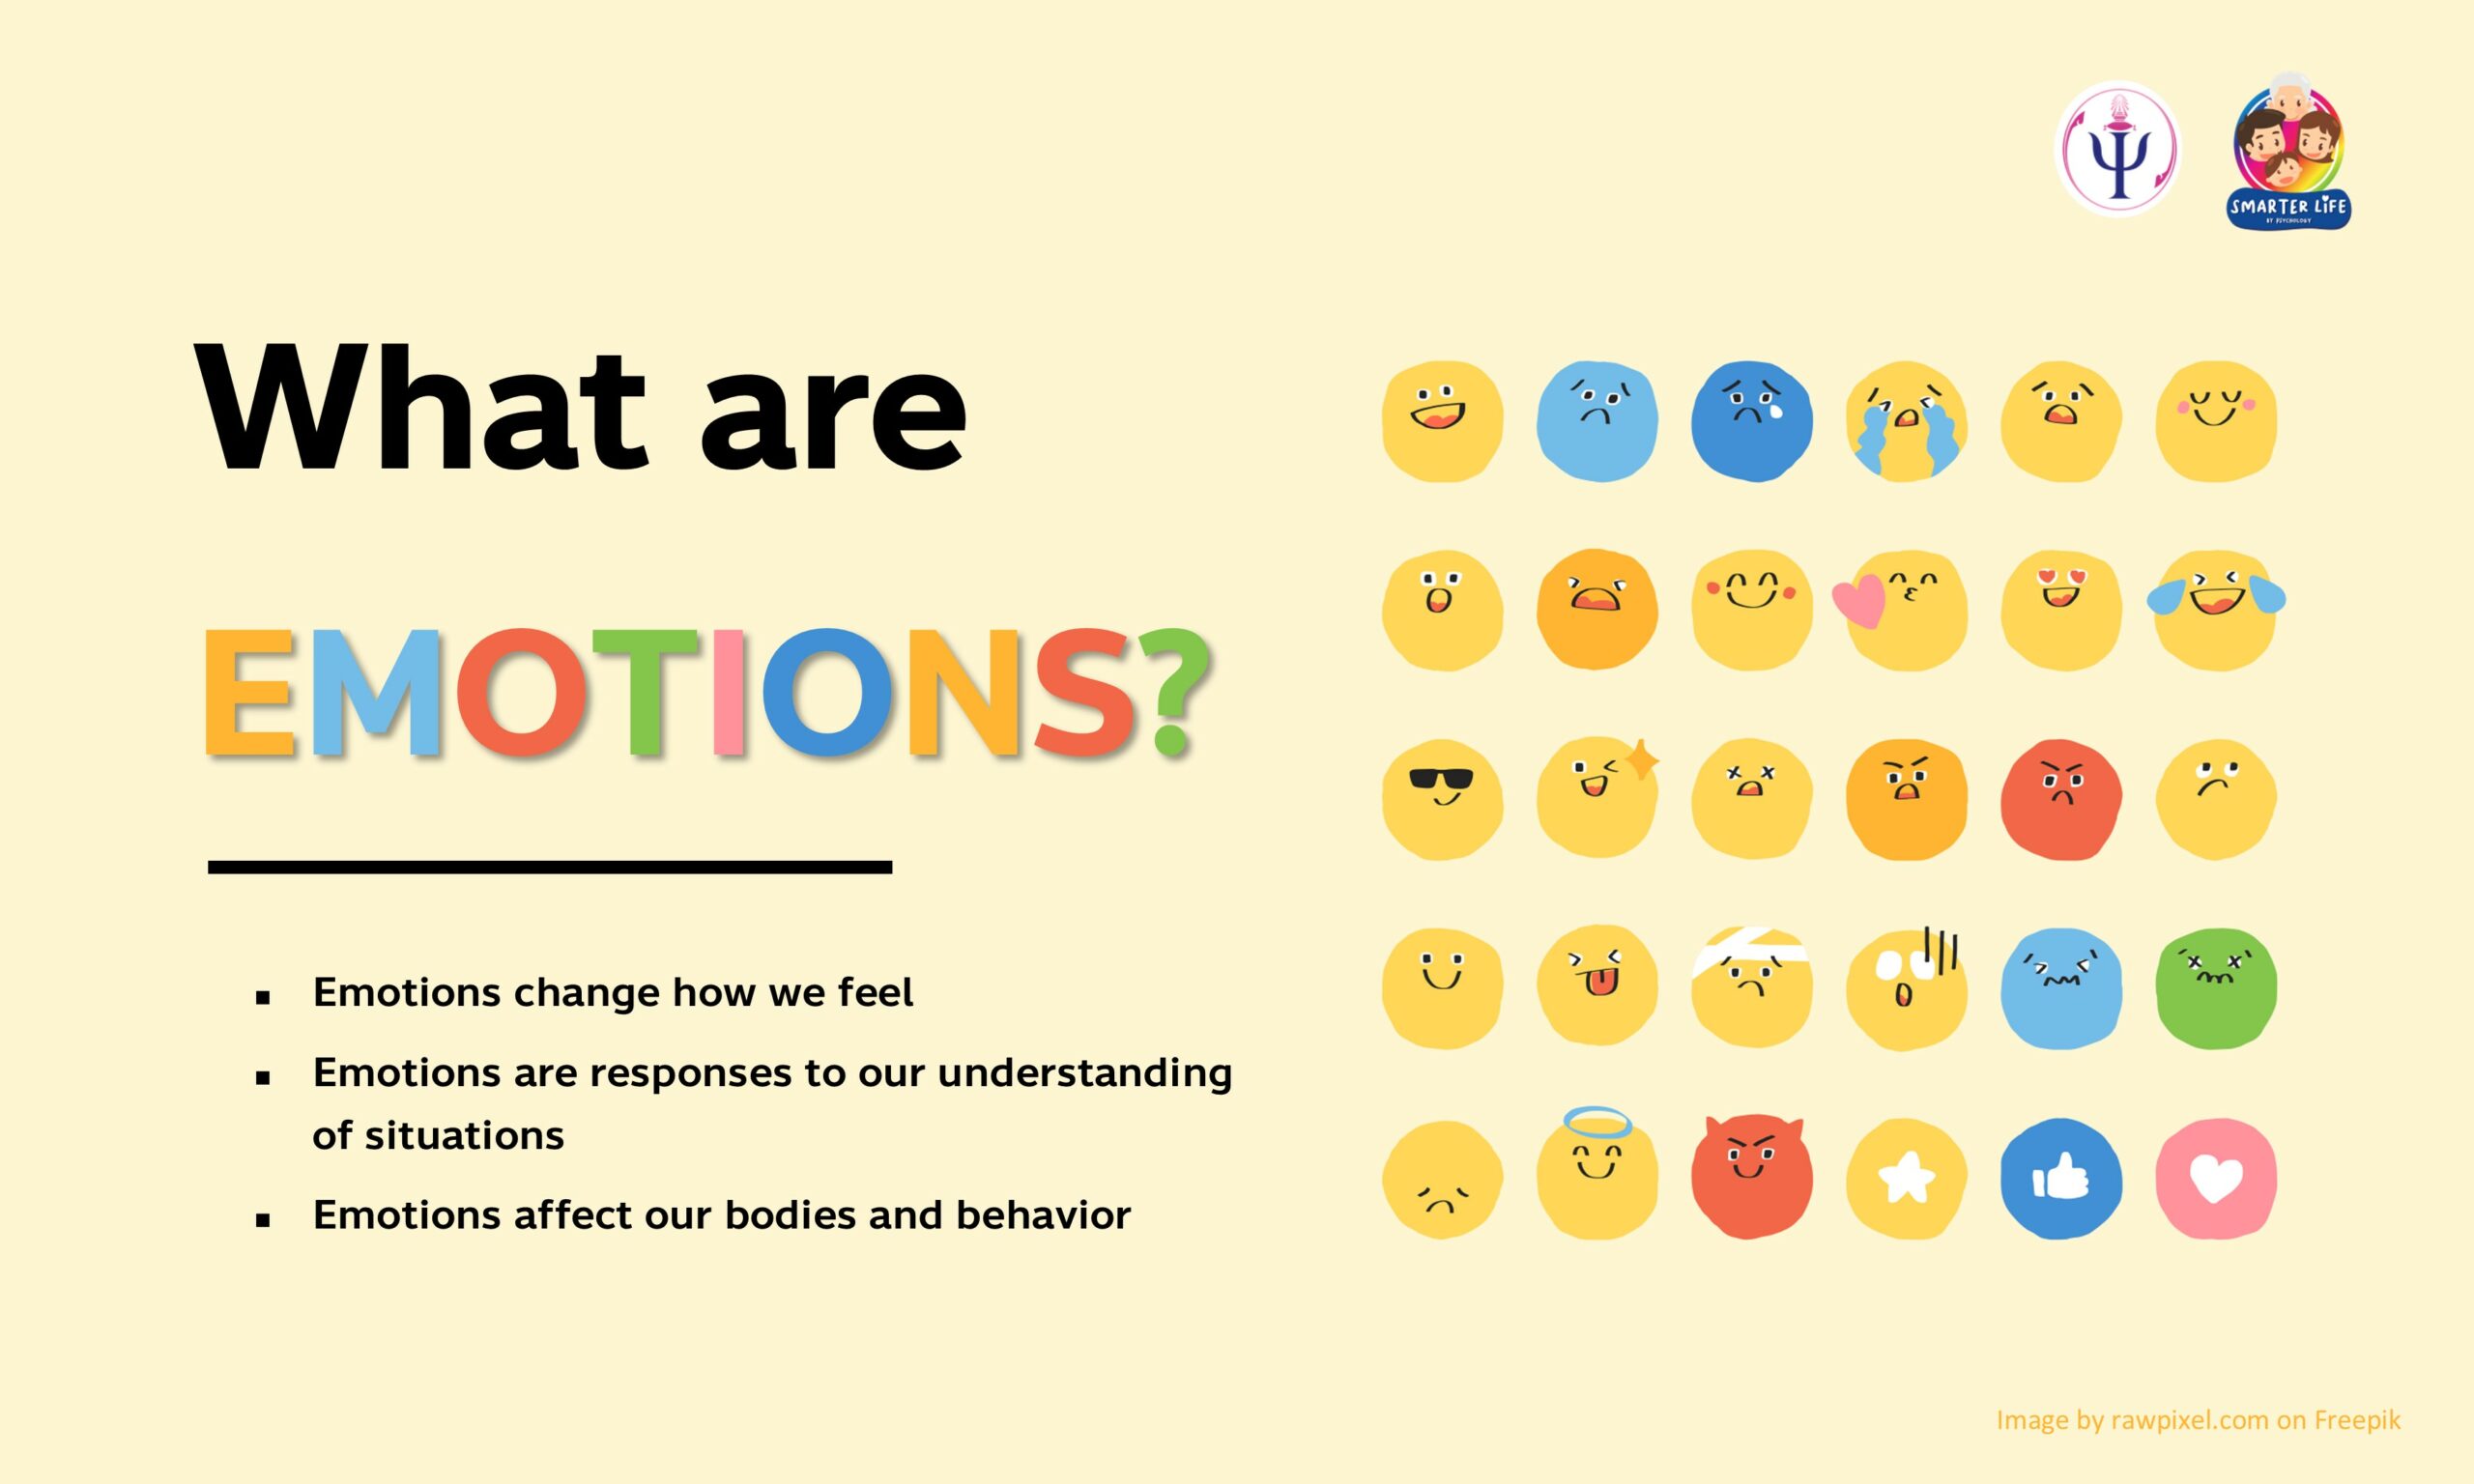 SMARTER LiFE
BY PSYCHOLOGY
What are
EMOTIONS?
▪ Emotions change how we feel
▪ Emotions are responses to our understanding
of situations
▪ Emotions affect our bodies and behavior
Image by rawpixel.com on Freepik